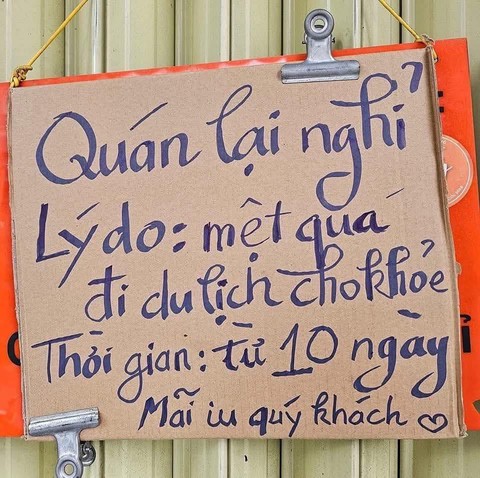 Quán lại nghỉ
Lý do: mệt quá
đi du lịch cho khỏe
Thời gian: từ 10 ngày
Mãi iu quý khách ♡